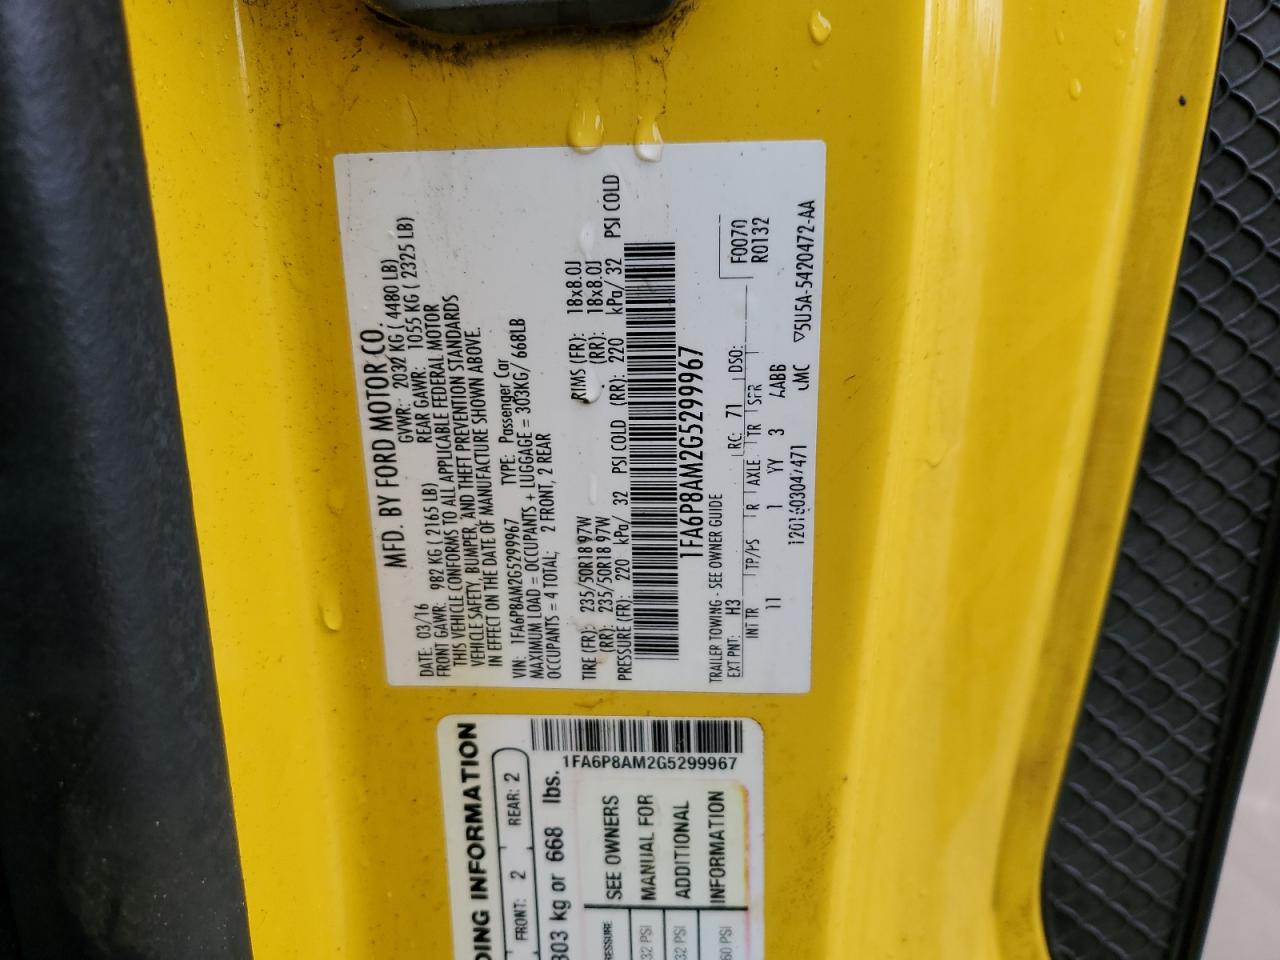 MFD. BY FORD MOTOR CO.
DATE: 03/16 GVWR: 2032 KG ( 4480 LB)
FRONT GAWR: 982 KG ( 2165 LB) REAR GAWR: 1055 KG ( 2325 LB)
THIS VEHICLE CONFORMS TO ALL APPLICABLE FEDERAL MOTOR
VEHICLE SAFETY, BUMPER, AND THEFT PREVENTION STANDARDS
IN EFFECT ON THE DATE OF MANUFACTURE SHOWN ABOVE.
VIN: 1FA6P8AM2G5299967 TYPE: Passenger Car
MAXIMUM LOAD = OCCUPANTS + LUGGAGE = 303KG/ 668LB
OCCUPANTS = 4 TOTAL; 2 FRONT, 2 REAR
TIRE (FR): 235/50R18 97W RIMS (FR): 18x8.0J
(RR): 235/50R18 97W (RR): 18x8.0J
PRESSURE (FR): 220 kPa/ 32 PSI COLD (RR): 220 kPa/ 32 PSI COLD
1FA6P8AM2G5299967
TRAILER TOWING - SEE OWNER GUIDE
F0070
EXT PNT: H3 RC: 71 DSO: R0132
INT TR TP/PS R AXLE TR SPR
11 1 YY 3 AABB
UMC ▽5U5A-5420472-AA
1FA6P8AM2G5299967
DING INFORMATION
FRONT: 2 REAR: 2
303 kg or 668 lbs.
SEE OWNERS
MANUAL FOR
ADDITIONAL
INFORMATION
RESSURE
32 PSI
32 PSI
60 PSI